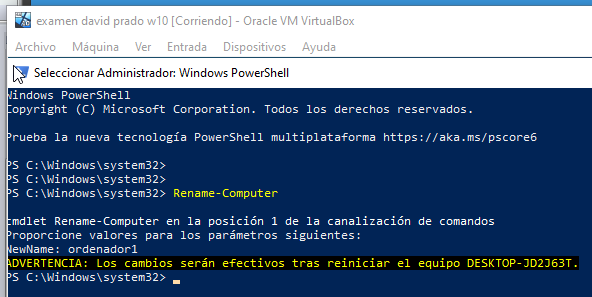 examen david prado w10 [Corriendo] - Oracle VM VirtualBox
Archivo Máquina Ver Entrada Dispositivos Ayuda
Seleccionar Administrador: Windows PowerShell
Windows PowerShell
Copyright (C) Microsoft Corporation. Todos los derechos reservados.
Prueba la nueva tecnología PowerShell multiplataforma https://aka.ms/pscore6
PS C:\Windows\system32>
PS C:\Windows\system32>
PS C:\Windows\system32> Rename-Computer
cmdlet Rename-Computer en la posición 1 de la canalización de comandos
Proporcione valores para los parámetros siguientes:
NewName: ordenador1
ADVERTENCIA: Los cambios serán efectivos tras reiniciar el equipo DESKTOP-JD2J63T.
PS C:\Windows\system32>